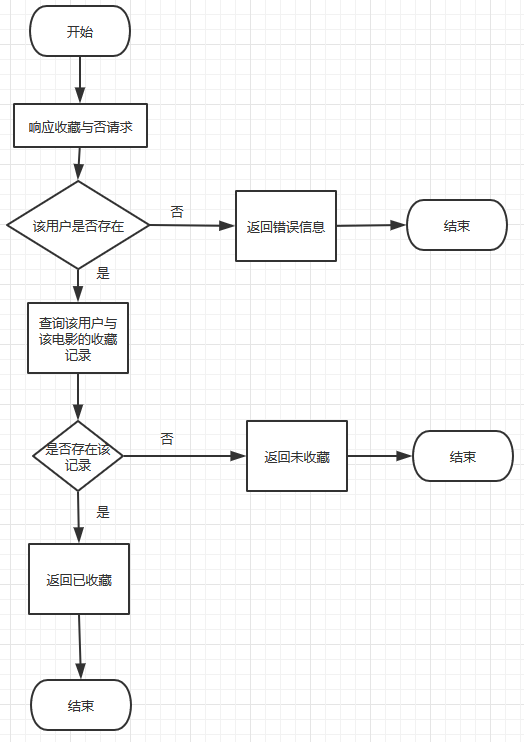 开始
响应收藏与否请求
该用户是否存在
否
返回错误信息
结束
是
查询该用户与
该电影的收藏
记录
是否存在该
记录
否
返回未收藏
结束
是
返回已收藏
结束